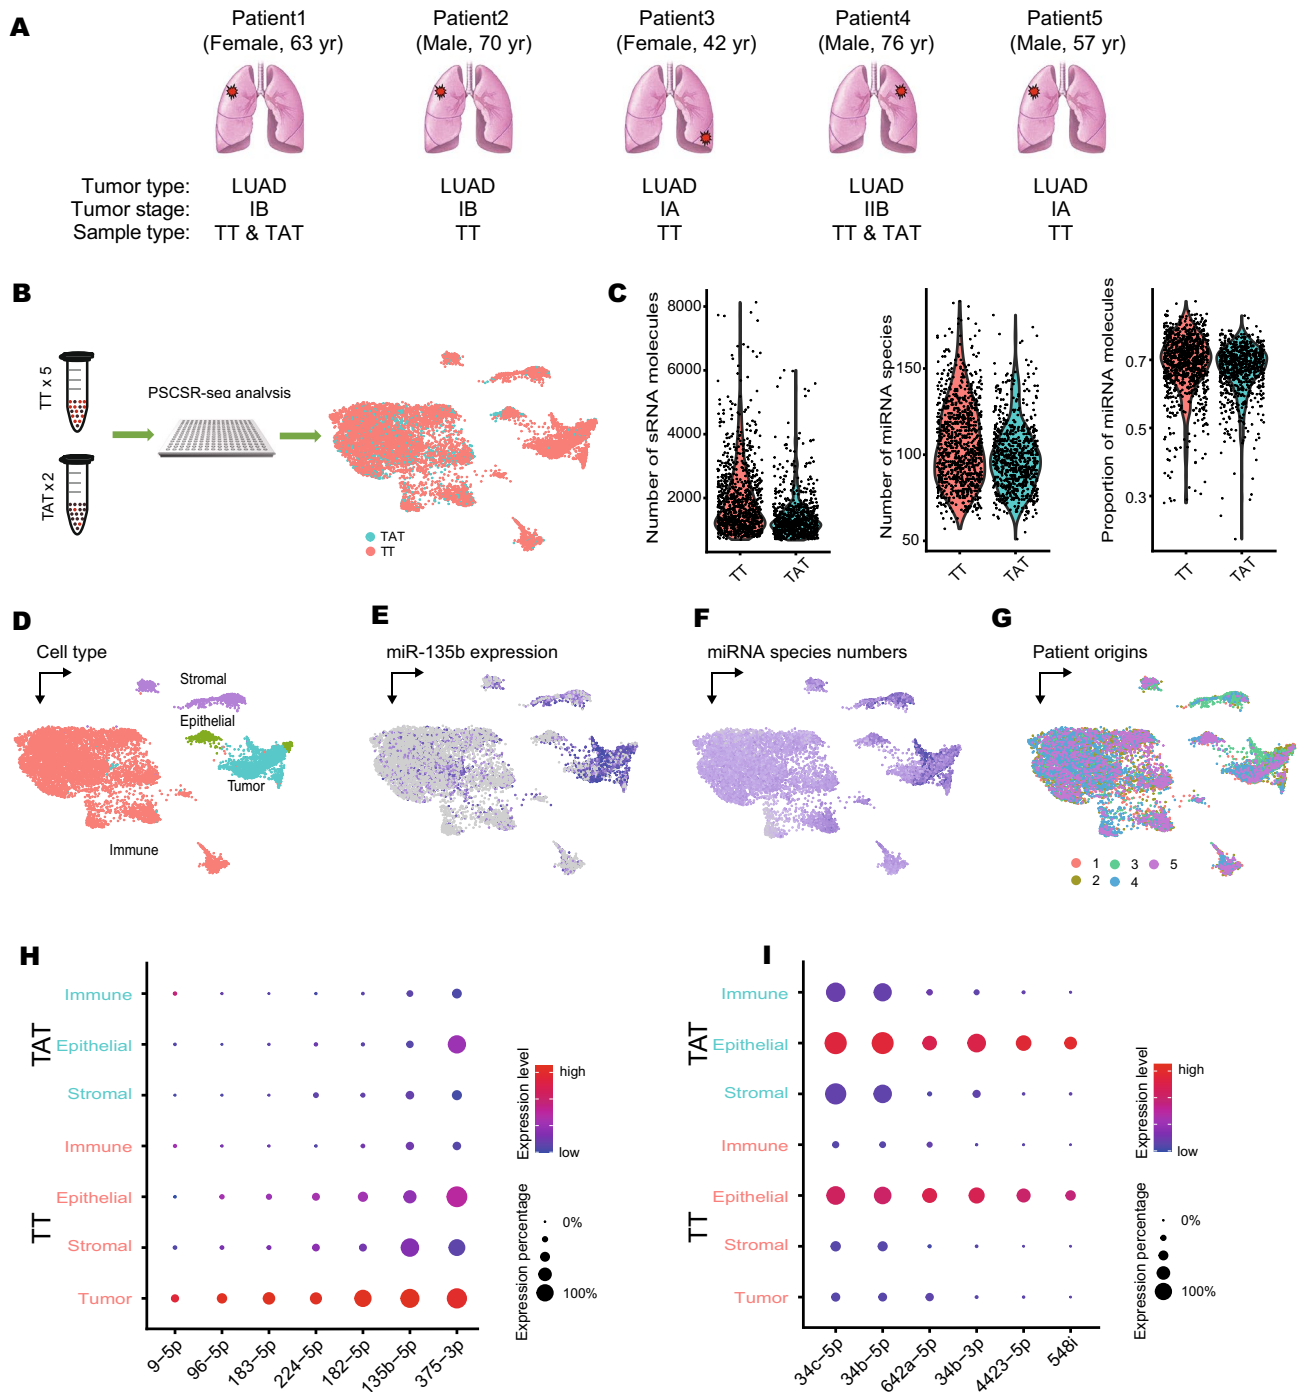 A
Patient1
(Female, 63 yr)
Patient2
(Male, 70 yr)
Patient3
(Female, 42 yr)
Patient4
(Male, 76 yr)
Patient5
(Male, 57 yr)
Tumor type: LUAD LUAD LUAD LUAD LUAD
Tumor stage: IB IB IA IIB IA
Sample type: TT & TAT TT TT TT & TAT TT
B
TT x 5
TAT x 2
PSCSR-seq analysis
TAT
TT
C
Number of sRNA molecules
8000
6000
4000
2000
TT TAT
Number of miRNA species
150
100
50
TT TAT
Proportion of miRNA molecules
0.7
0.5
0.3
TT TAT
D
Cell type
Stromal
Epithelial
Tumor
Immune
E
miR-135b expression
F
miRNA species numbers
G
Patient origins
1 3 5
2 4
H
TAT
Immune
Epithelial
Stromal
TT
Immune
Epithelial
Stromal
Tumor
9–5p 96–5p 183–5p 224–5p 182–5p 135b–5p 375–3p
Expression level
high
low
Expression percentage
0%
100%
I
TAT
Immune
Epithelial
Stromal
TT
Immune
Epithelial
Stromal
Tumor
34c–5p 34b–5p 642a–5p 34b–3p 4423–5p 548i
Expression level
high
low
Expression percentage
0%
100%